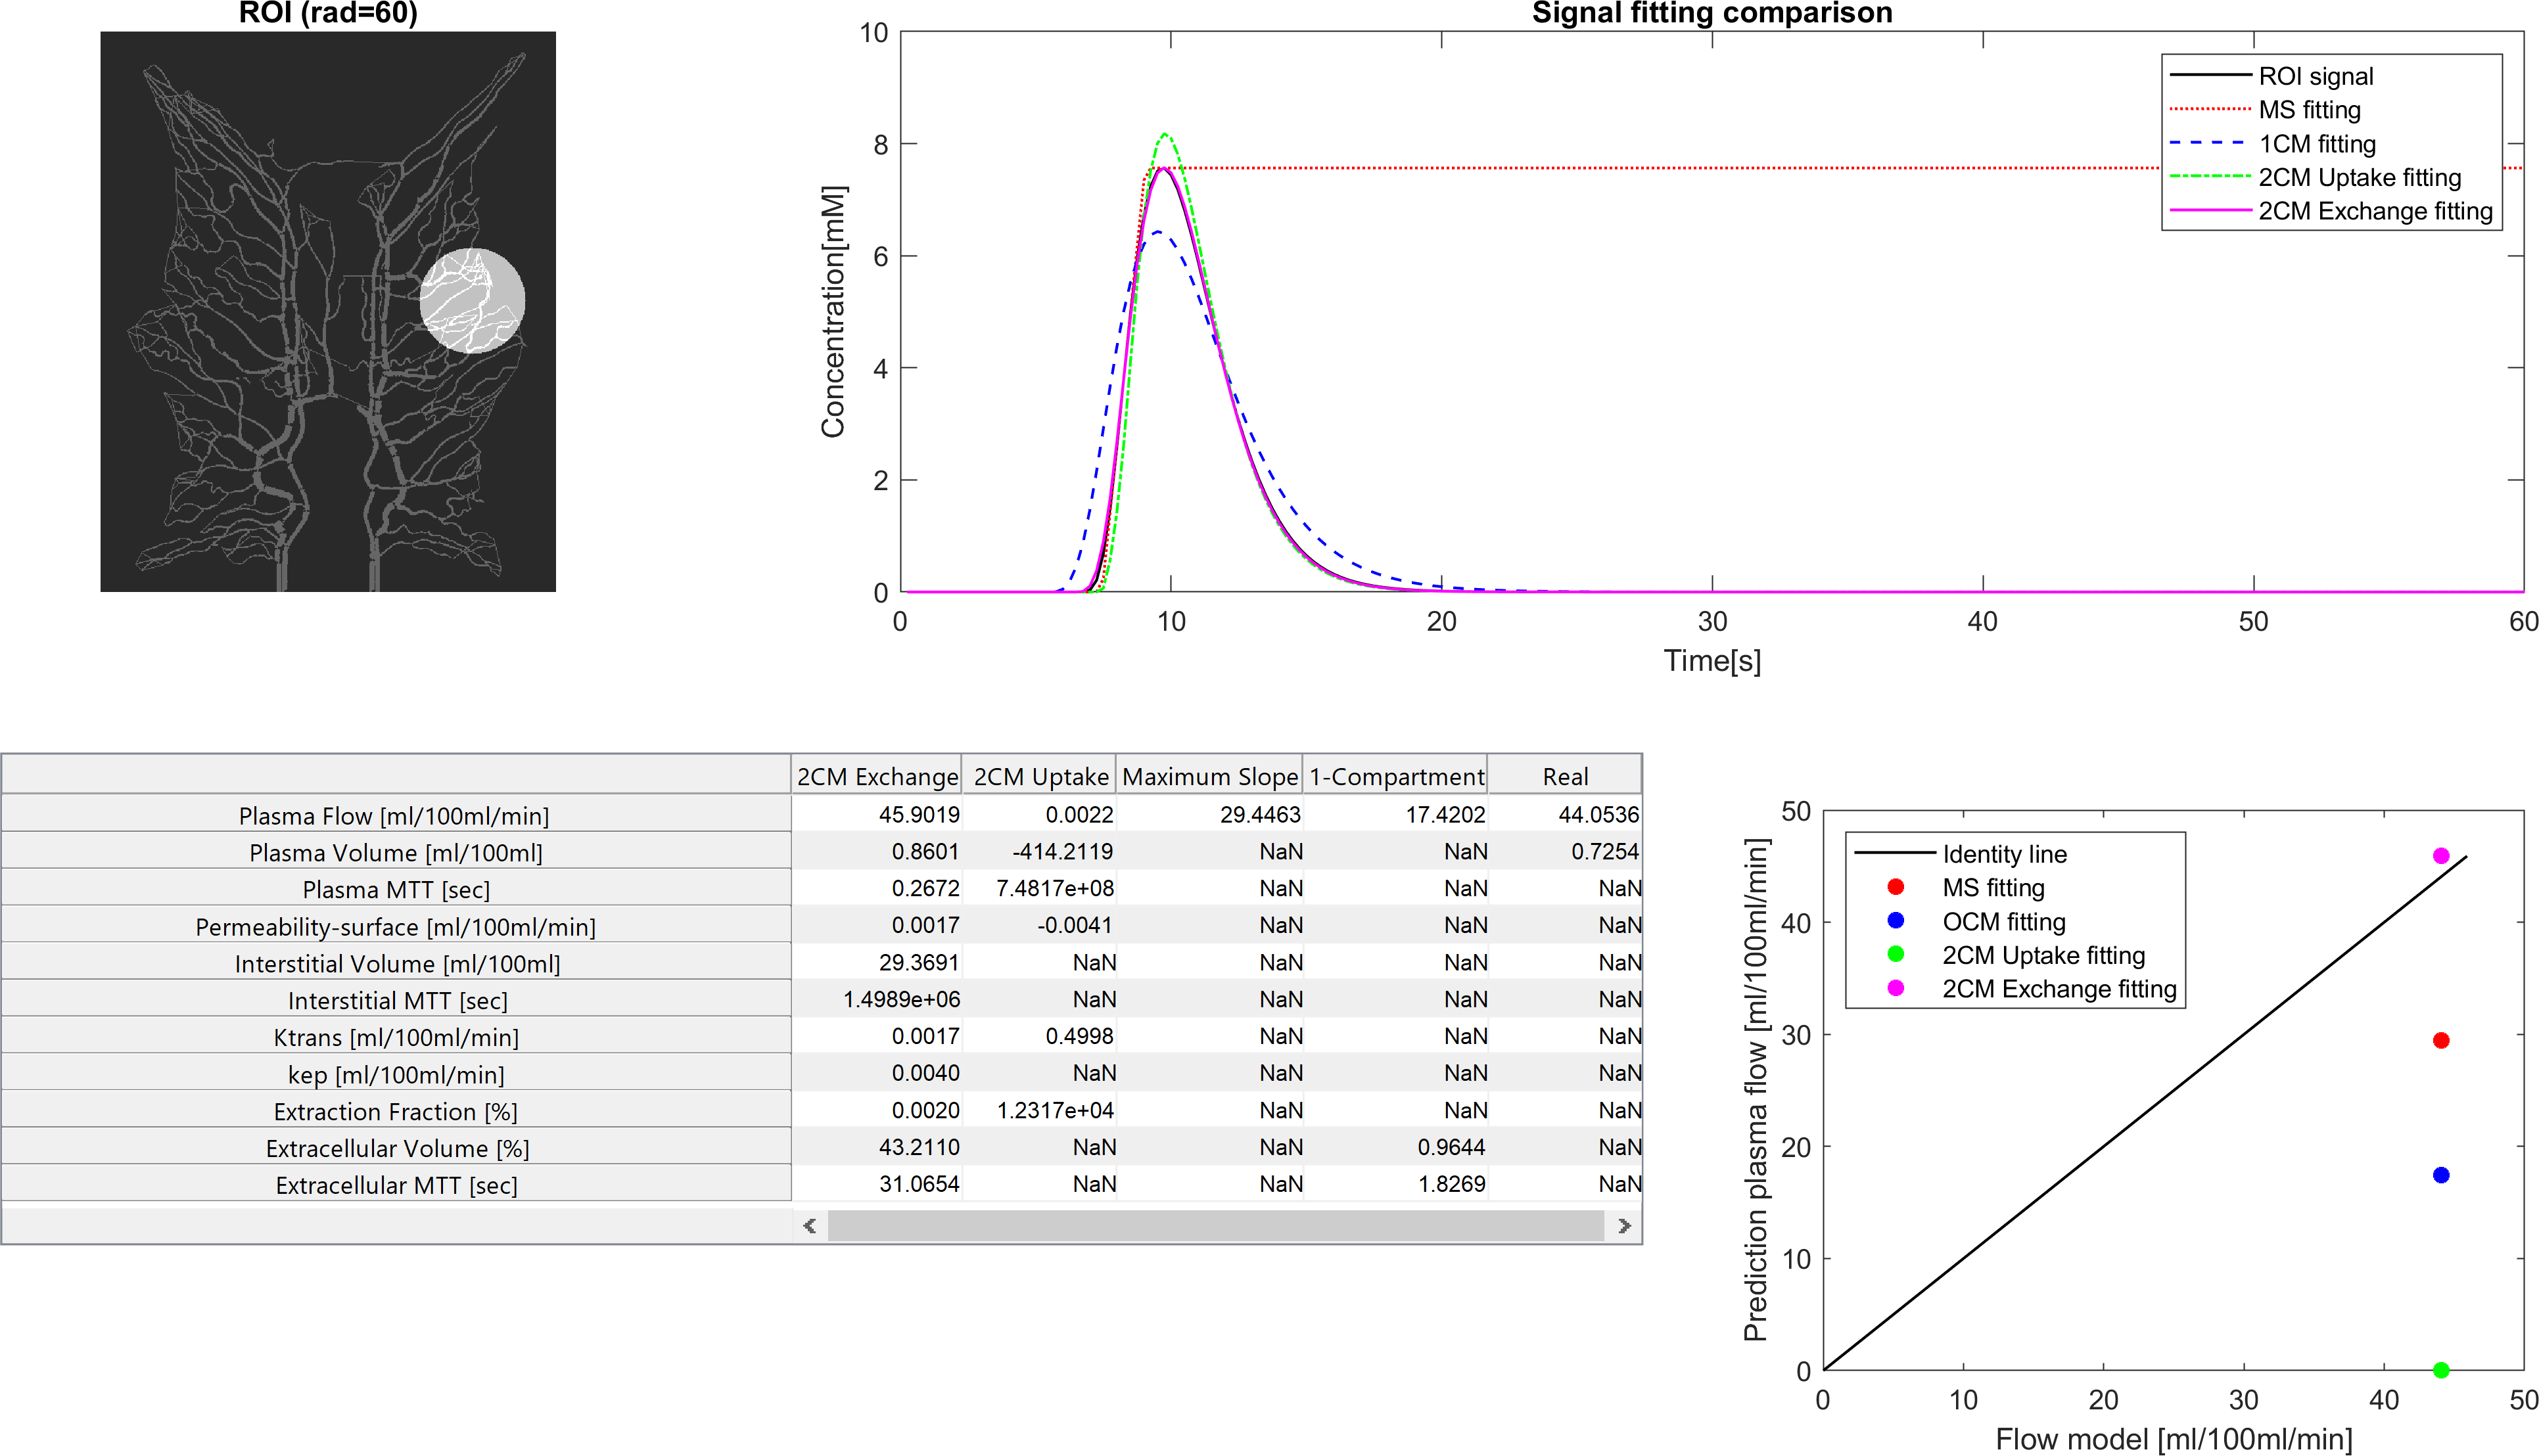 ROI (rad=60)
Signal fitting comparison
10
8
6
4
2
0
Concentration[mM]
0 10 20 30 40 50 60
Time[s]
ROI signal
MS fitting
1CM fitting
2CM Uptake fitting
2CM Exchange fitting
2CM Exchange 2CM Uptake Maximum Slope 1-Compartment Real
Plasma Flow [ml/100ml/min] 45.9019 0.0022 29.4463 17.4202 44.0536
Plasma Volume [ml/100ml] 0.8601 -414.2119 NaN NaN 0.7254
Plasma MTT [sec] 0.2672 7.4817e+08 NaN NaN NaN
Permeability-surface [ml/100ml/min] 0.0017 -0.0041 NaN NaN NaN
Interstitial Volume [ml/100ml] 29.3691 NaN NaN NaN NaN
Interstitial MTT [sec] 1.4989e+06 NaN NaN NaN NaN
Ktrans [ml/100ml/min] 0.0017 0.4998 NaN NaN NaN
kep [ml/100ml/min] 0.0040 NaN NaN NaN NaN
Extraction Fraction [%] 0.0020 1.2317e+04 NaN NaN NaN
Extracellular Volume [%] 43.2110 NaN NaN 0.9644 NaN
Extracellular MTT [sec] 31.0654 NaN NaN 1.8269 NaN
50
40
30
20
10
0
Prediction plasma flow [ml/100ml/min]
Identity line
MS fitting
OCM fitting
2CM Uptake fitting
2CM Exchange fitting
0 10 20 30 40 50
Flow model [ml/100ml/min]